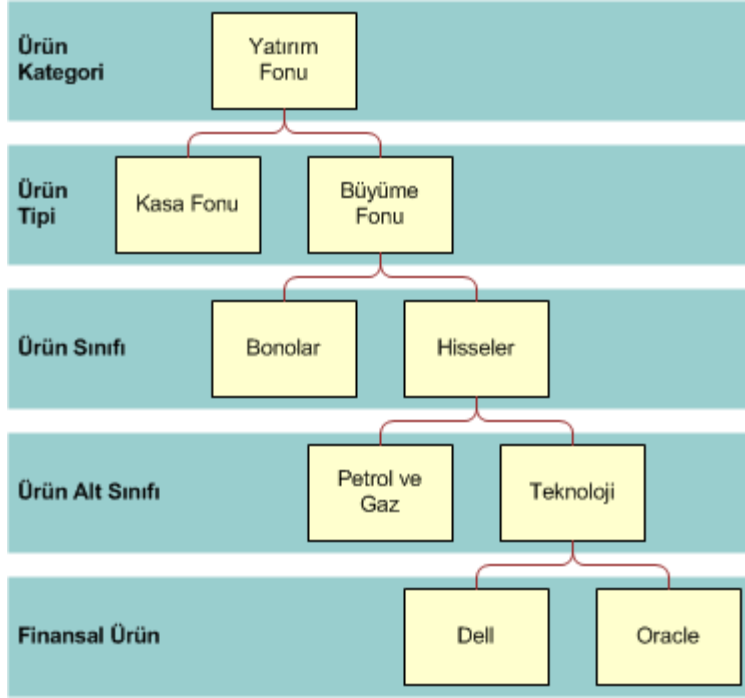 Ürün
Kategori
Yatırım
Fonu
Ürün
Tipi
Kasa Fonu
Büyüme
Fonu
Ürün Sınıfı
Bonolar
Hisseler
Ürün Alt Sınıfı
Petrol ve
Gaz
Teknoloji
Finansal Ürün
Dell
Oracle